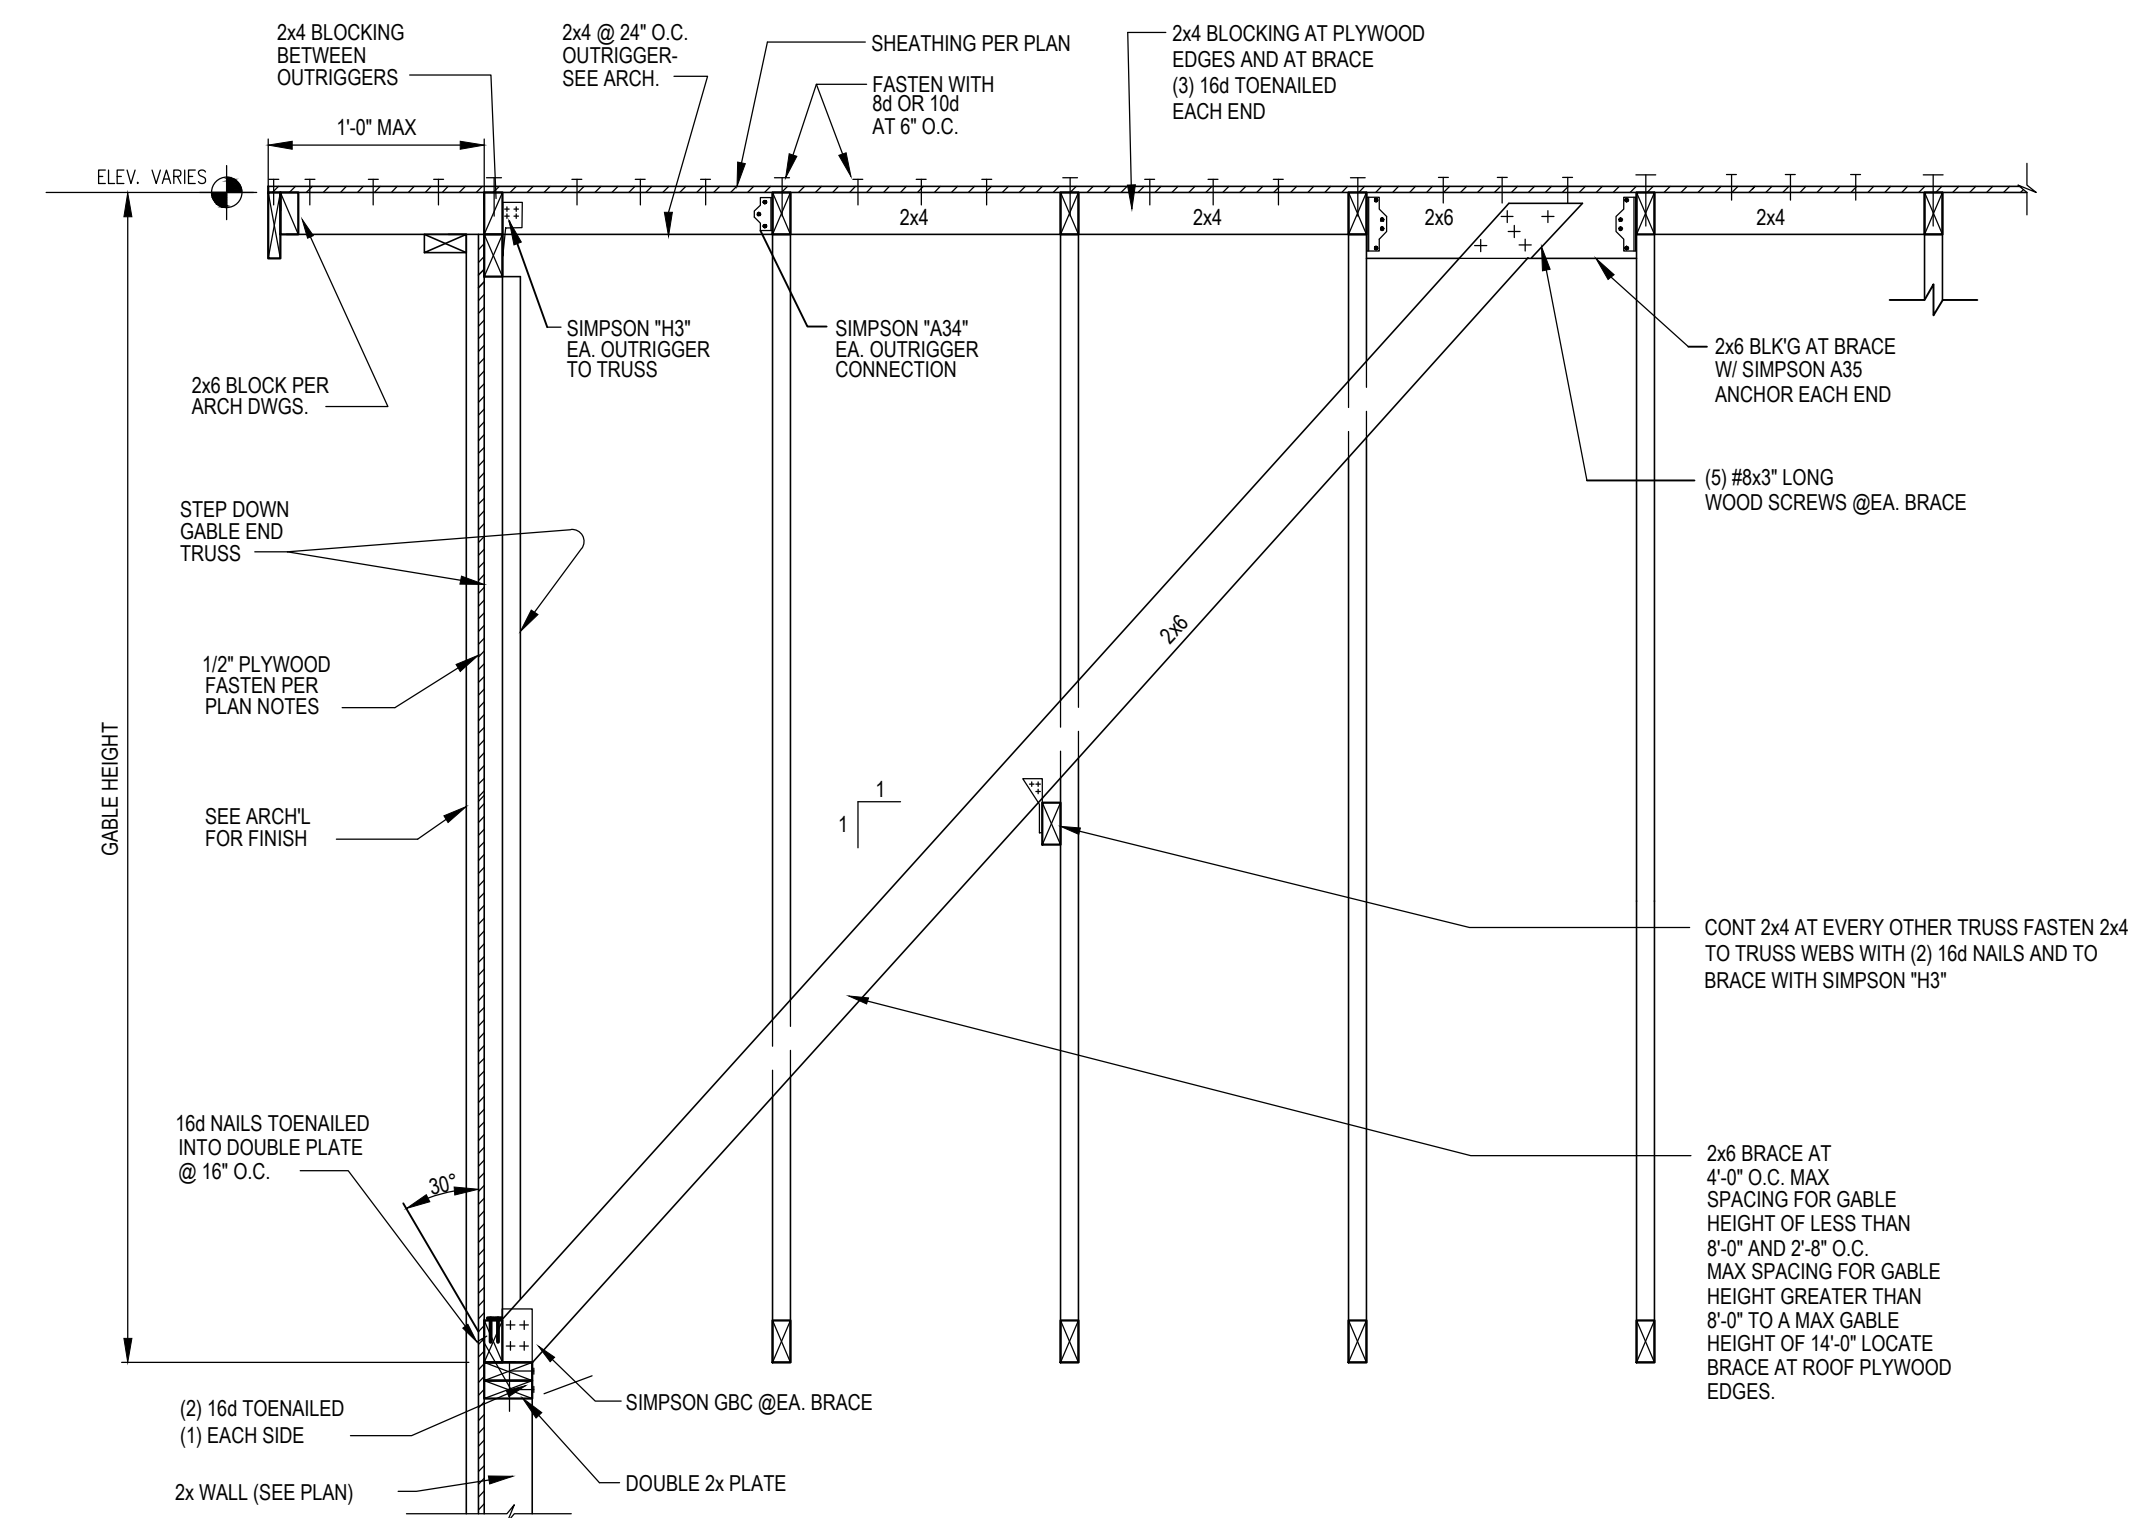 2x4 BLOCKING
BETWEEN
OUTRIGGERS
2x4 @ 24" O.C.
OUTRIGGER-
SEE ARCH.
SHEATHING PER PLAN
FASTEN WITH
8d OR 10d
AT 6" O.C.
2x4 BLOCKING AT PLYWOOD
EDGES AND AT BRACE
(3) 16d TOENAILED
EACH END
1'-0" MAX
ELEV. VARIES
2x4
2x4
2x6
2x4
SIMPSON "H3"
EA. OUTRIGGER
TO TRUSS
SIMPSON "A34"
EA. OUTRIGGER
CONNECTION
2x6 BLK'G AT BRACE
W/ SIMPSON A35
ANCHOR EACH END
2x6 BLOCK PER
ARCH DWGS.
(5) #8x3" LONG
WOOD SCREWS @EA. BRACE
STEP DOWN
GABLE END
TRUSS
2x6
1/2" PLYWOOD
FASTEN PER
PLAN NOTES
GABLE HEIGHT
1
1
SEE ARCH'L
FOR FINISH
CONT 2x4 AT EVERY OTHER TRUSS FASTEN 2x4
TO TRUSS WEBS WITH (2) 16d NAILS AND TO
BRACE WITH SIMPSON "H3"
16d NAILS TOENAILED
INTO DOUBLE PLATE
@ 16" O.C.
30°
2x6 BRACE AT
4'-0" O.C. MAX
SPACING FOR GABLE
HEIGHT OF LESS THAN
8'-0" AND 2'-8" O.C.
MAX SPACING FOR GABLE
HEIGHT GREATER THAN
8'-0" TO A MAX GABLE
HEIGHT OF 14'-0" LOCATE
BRACE AT ROOF PLYWOOD
EDGES.
(2) 16d TOENAILED
(1) EACH SIDE
SIMPSON GBC @EA. BRACE
2x WALL (SEE PLAN)
DOUBLE 2x PLATE